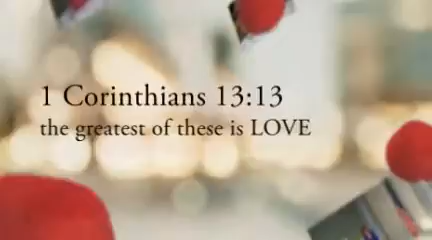 1 Corinthians 13:13
the greatest of these is LOVE